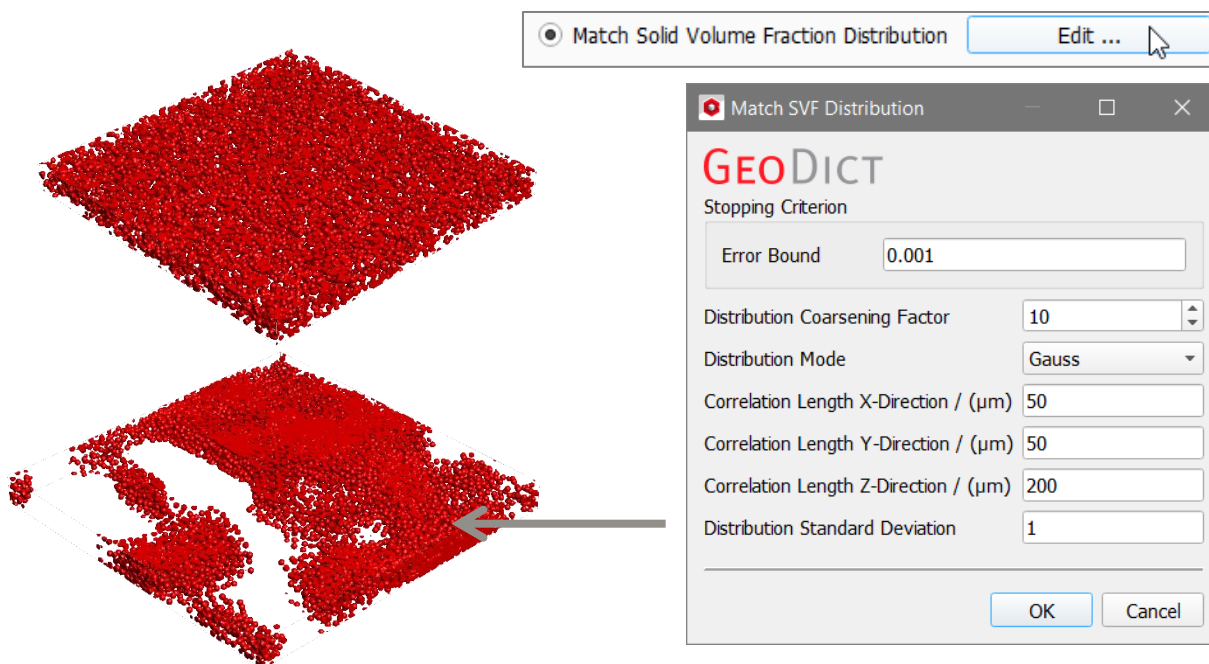 Match Solid Volume Fraction Distribution Edit ...
Match SVF Distribution
GEODICT
Stopping Criterion
Error Bound 0.001
Distribution Coarsening Factor 10
Distribution Mode Gauss
Correlation Length X-Direction / (µm) 50
Correlation Length Y-Direction / (µm) 50
Correlation Length Z-Direction / (µm) 200
Distribution Standard Deviation 1
OK Cancel